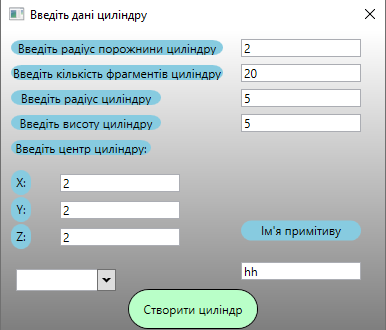 Введіть дані циліндру
Введіть радіус порожнини циліндру 2
Введіть кількість фрагментів циліндру 20
Введіть радіус циліндру 5
Введіть висоту циліндру 5
Введіть центр циліндру:
X: 2
Y: 2
Z: 2
Ім'я примітиву
hh
Створити циліндр